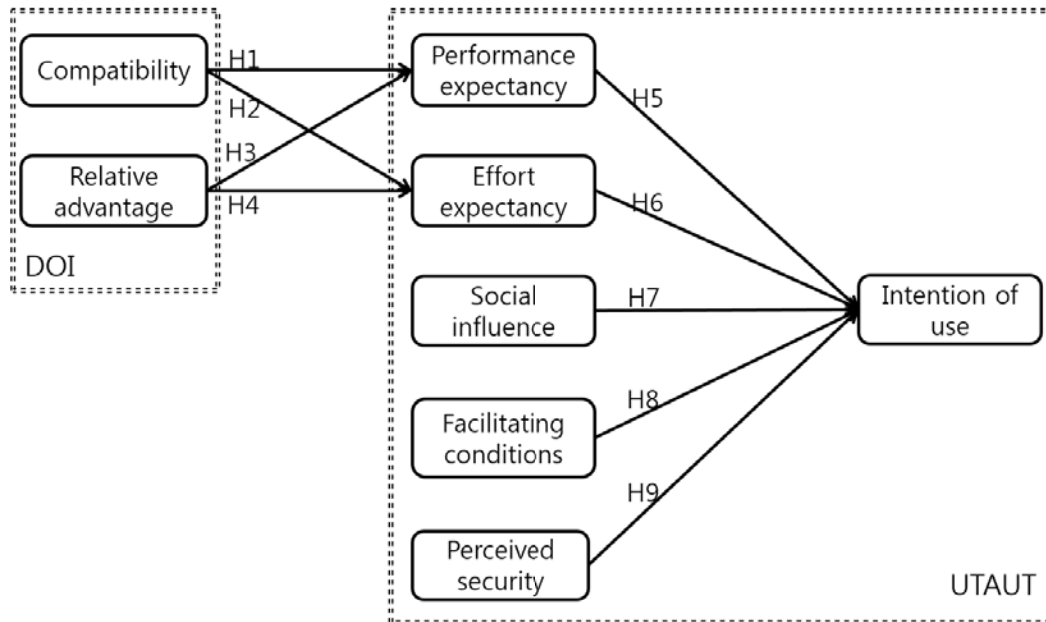 Compatibility
Relative
advantage
DOI
H1
H2
H3
H4
Performance
expectancy
Effort
expectancy
Social
influence
Facilitating
conditions
Perceived
security
H5
H6
H7
H8
H9
Intention of
use
UTAUT